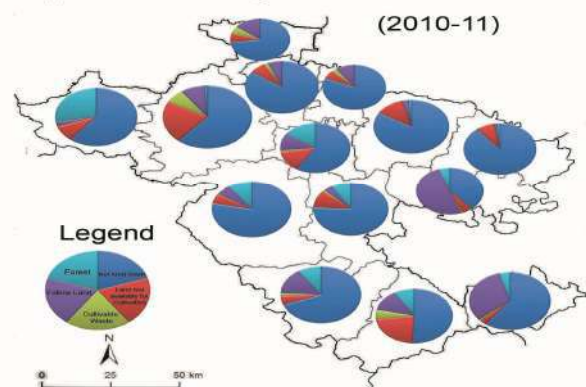 (2010-11)
Legend
Forest
Net Area Sown
Fallow Land
Land Not
available for
Cultivation
Cultivable
Waste
N
0 50 km